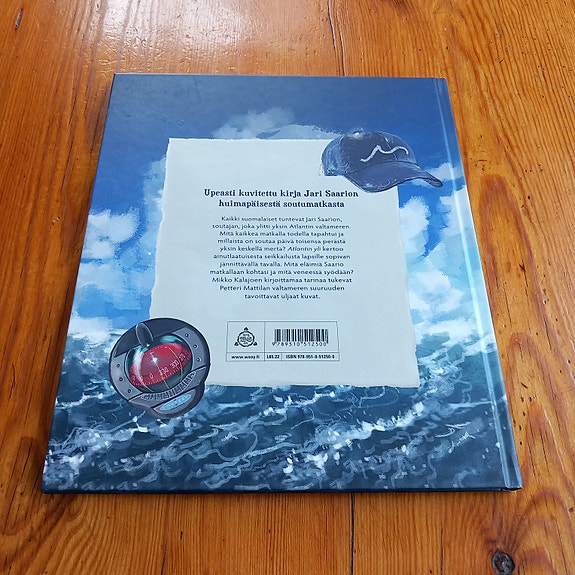 Upeasti kuvitettu kirja Jari Saarion
huimapäisestä soutumatkasta
Kaikki suomalaiset tuntevat Jari Saarion,
soutajan, joka ylitti yksin Atlantin valtameren.
Mitä kaikkea matkalla todella tapahtui ja
millaista on soutaa päivä toisensa perästä
yksin keskellä merta? Atlantin yli kertoo
ainutlaatuisesta seikkailusta lapsille sopivan
jännittävällä tavalla. Mitä eläimiä Saario
matkallaan kohtasi ja mitä veneessä syödään?
Mikko Kalajoen kirjoittamaa tarinaa tukevat
Petteri Mattilan valtameren suuruuden
tavoittavat uljaat kuvat.
9789510512500
www.wsoy.fi L85.22 ISBN 978-951-0-51250-0